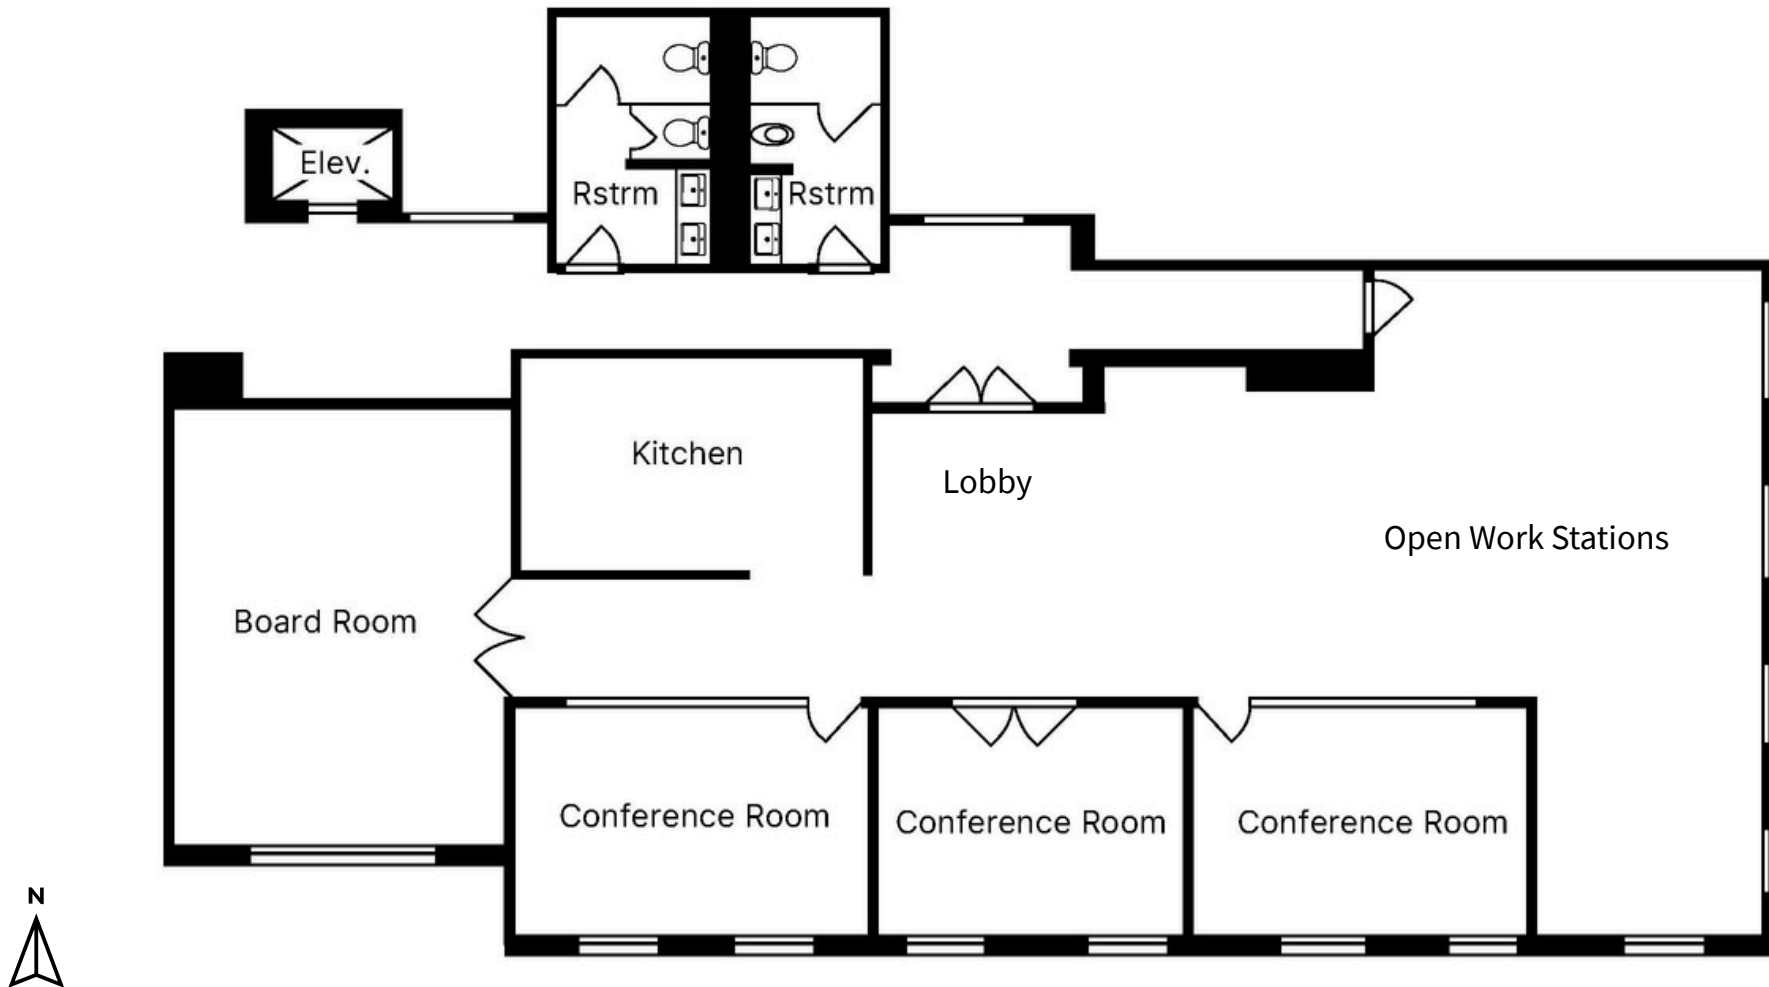 Elev.
Rstrm
Rstrm
Kitchen
Lobby
Open Work Stations
Board Room
Conference Room
Conference Room
Conference Room
N